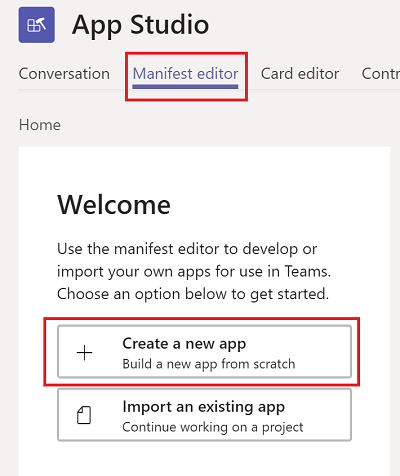 App Studio
Conversation Manifest editor Card editor Contr
Home
Welcome
Use the manifest editor to develop or
import your own apps for use in Teams.
Choose an option below to get started.
Create a new app
Build a new app from scratch
Import an existing app
Continue working on a project